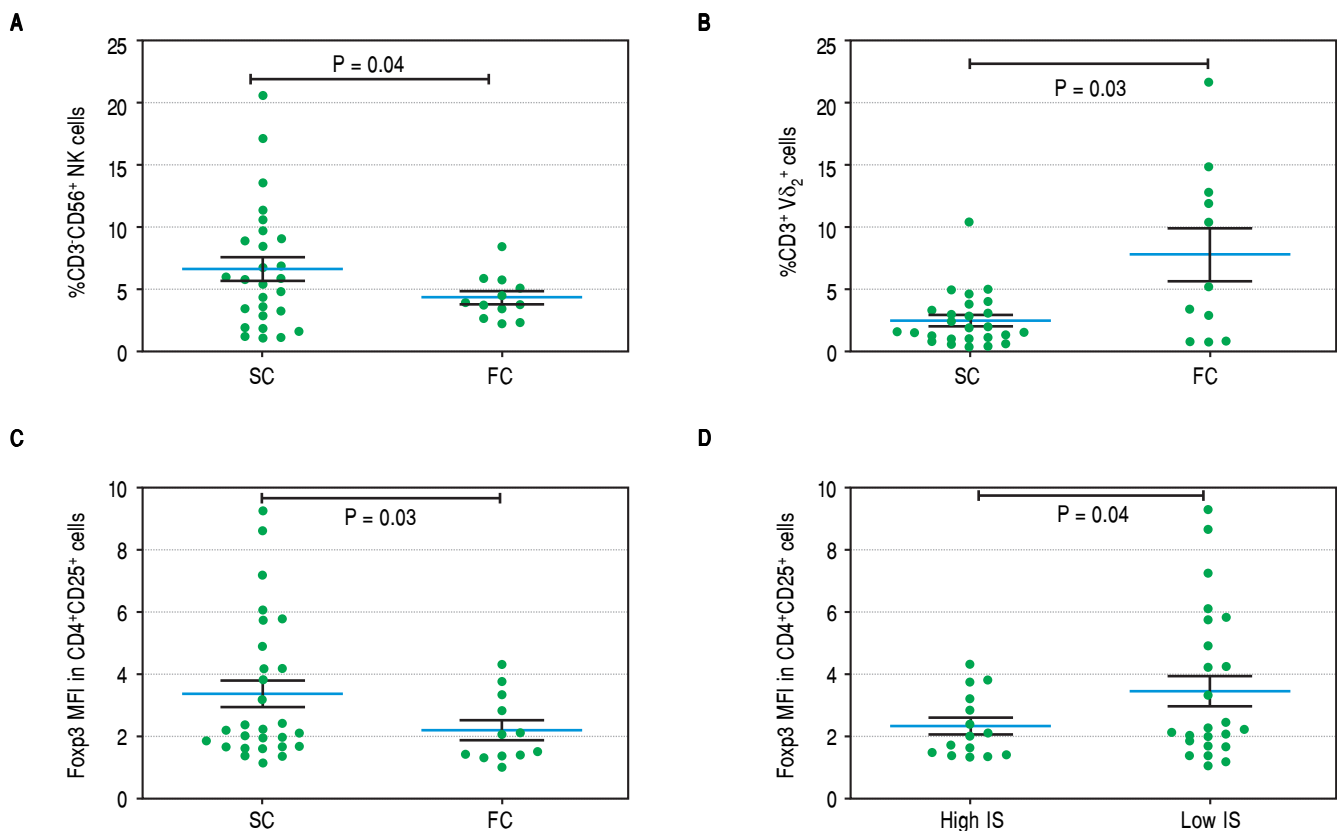 A
%CD3-CD56+ NK cells
25
20
15
10
5
0
P = 0.04
SC
FC
B
%CD3+ Vδ2+ cells
25
20
15
10
5
0
P = 0.03
SC
FC
C
Foxp3 MFI in CD4+CD25+ cells
10
8
6
4
2
0
P = 0.03
SC
FC
D
Foxp3 MFI in CD4+CD25+ cells
10
8
6
4
2
0
P = 0.04
High IS
Low IS